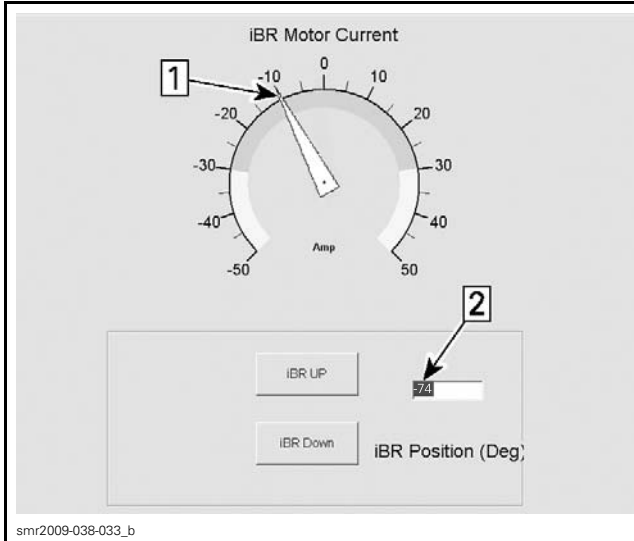 iBR Motor Current
1
-50
-40
-30
-20
-10
0
10
20
30
40
50
Amp
2
iBR UP
-74
iBR Down
iBR Position (Deg)
smr2009-038-033_b